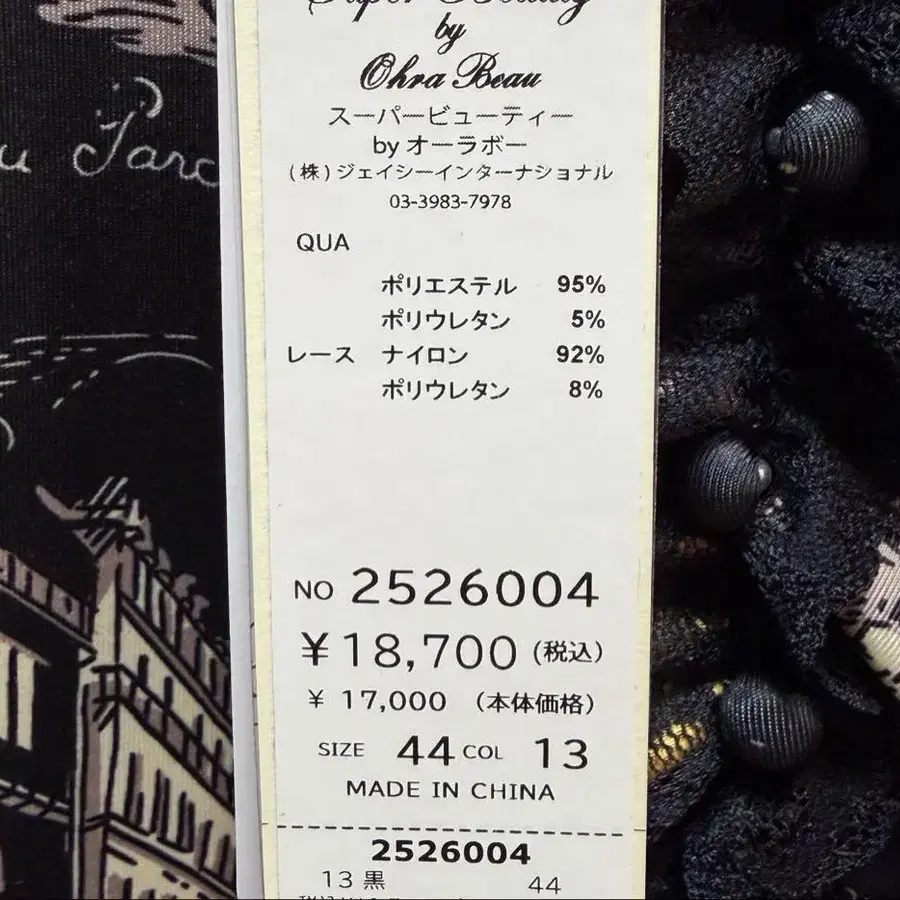 Super Beauty
by
Ohra Beau
スーパービューティー
by オーラボー
(株)ジェイシーインターナショナル
03-3983-7978
QUA
ポリエステル 95%
ポリウレタン 5%
レース ナイロン 92%
ポリウレタン 8%
NO 2526004
¥18,700 (税込)
¥ 17,000 (本体価格)
SIZE 44 COL 13
MADE IN CHINA
2526004
13 黒 44